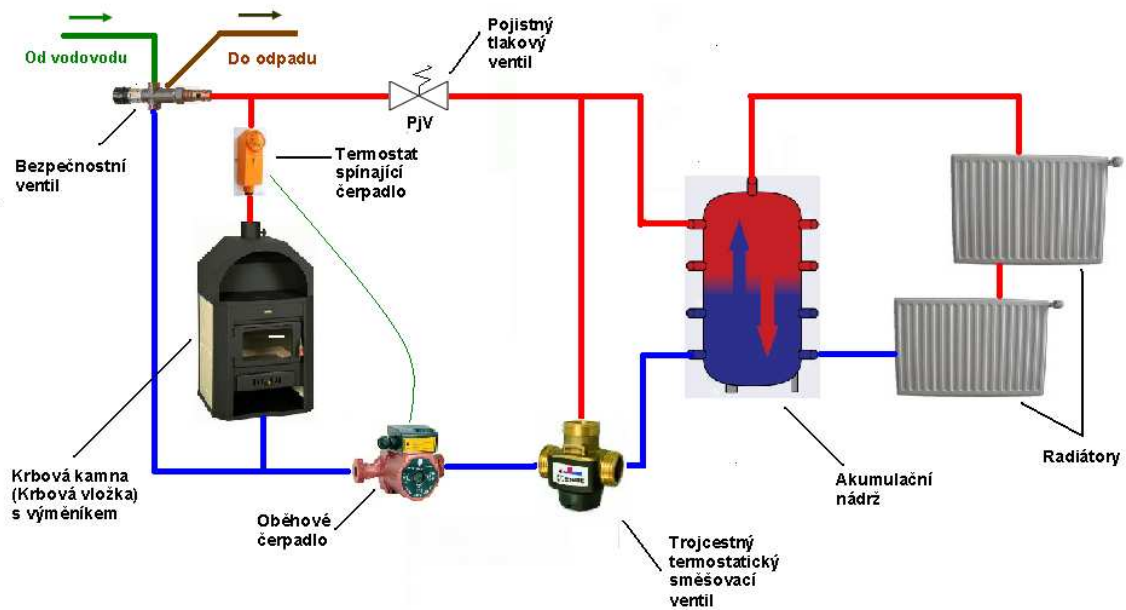 Od vodovodu
Do odpadu
Pojistný
tlakový
ventil
PjV
Bezpečnostní
ventil
Termostat
spínající
čerpadlo
Krbová kamna
(Krbová vložka)
s výměníkem
Oběhové
čerpadlo
Trojcestný
termostatický
směšovací
ventil
Akumulační
nádrž
Radiátory